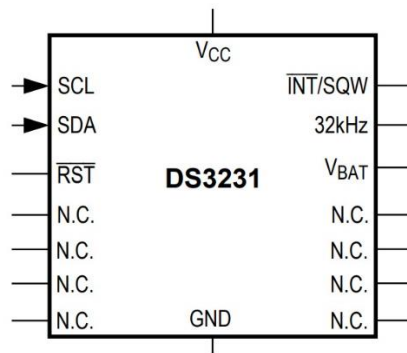 VCC
SCL
SDA
RST
N.C.
N.C.
N.C.
N.C.
DS3231
INT/SQW
32kHz
VBAT
N.C.
N.C.
N.C.
N.C.
GND